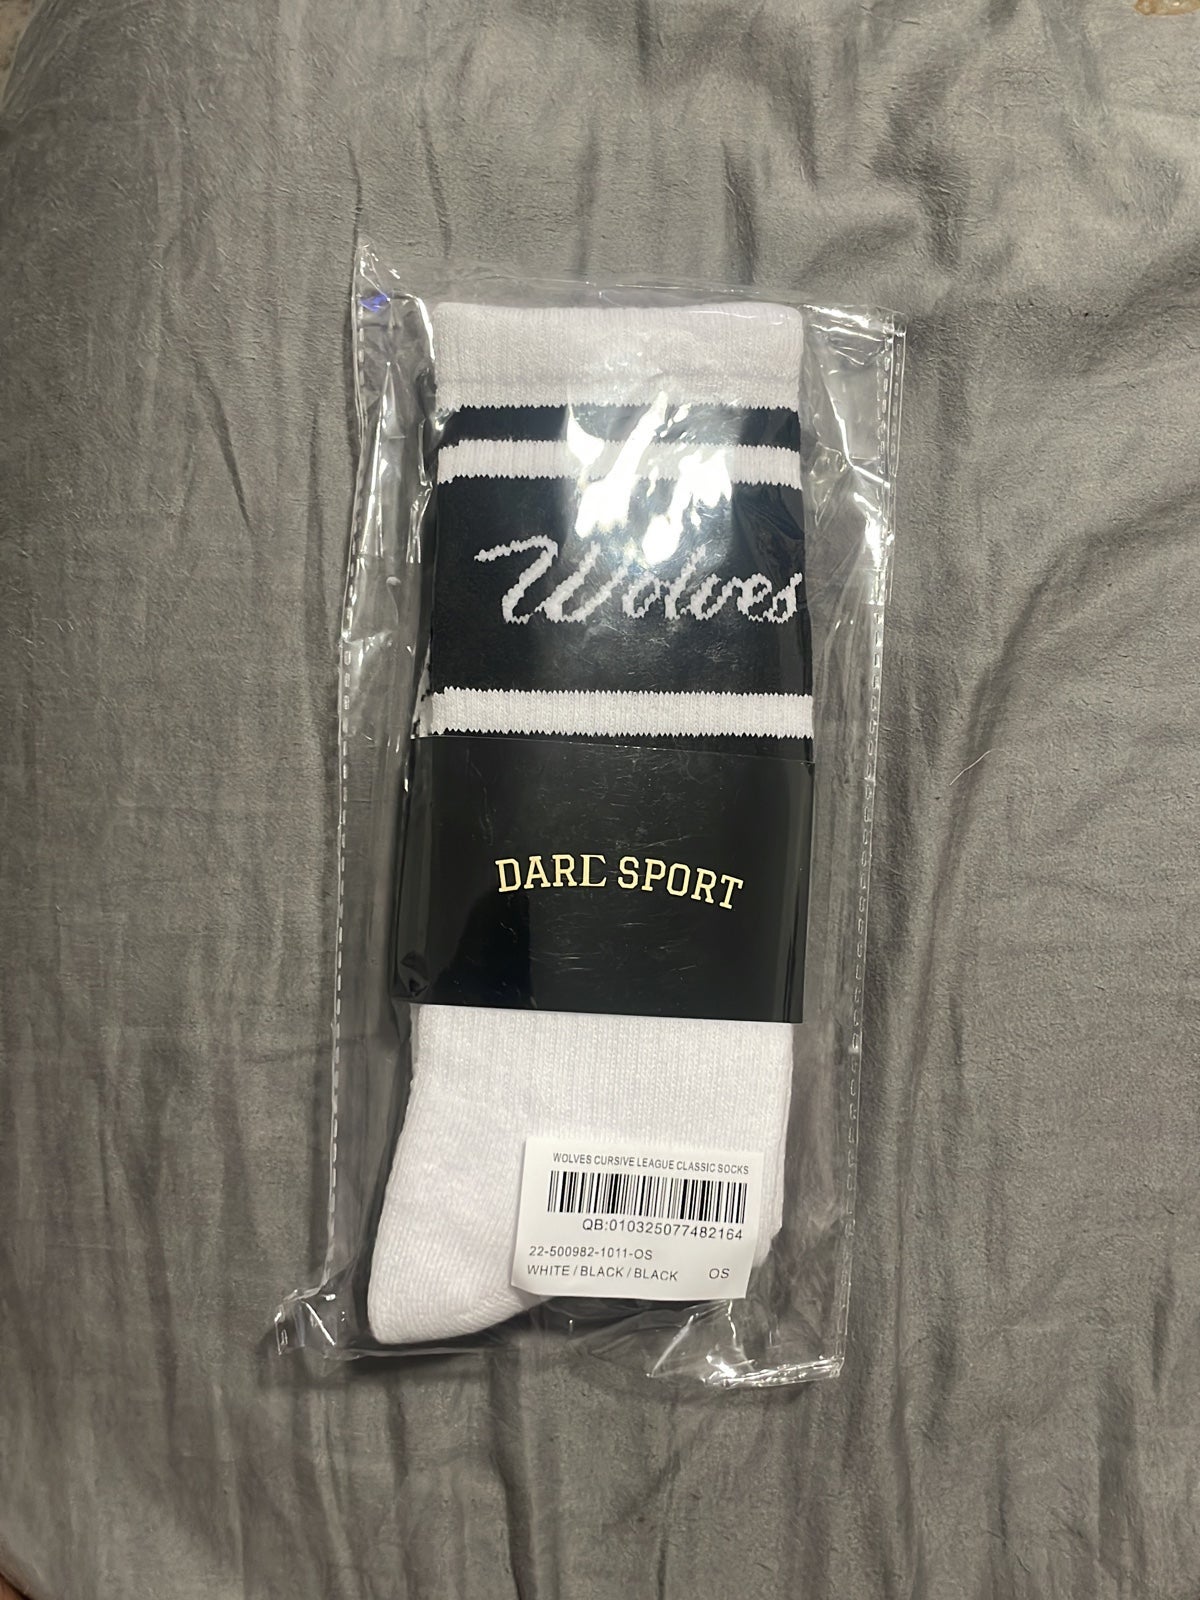 Wolves
DARC SPORT
WOLVES CURSIVE LEAGUE CLASSIC SOCKS
QB:010325077482164
22-500982-1011-OS
WHITE / BLACK / BLACK OS